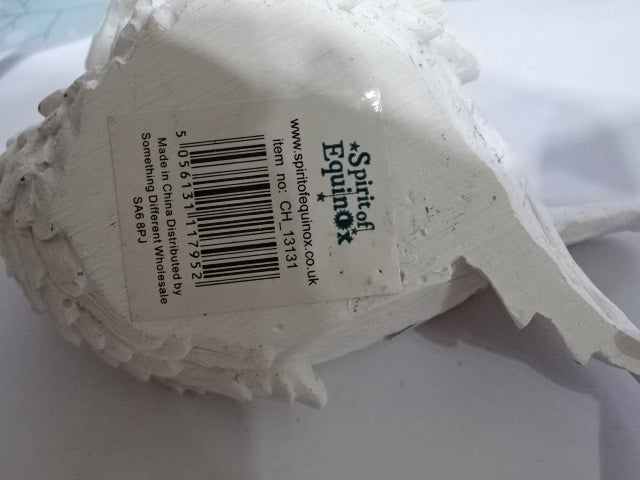 Spirit of
Equinox
www.spiritofequinox.co.uk
item no: CH_13131
5 056131 117952
Made in China Distributed by
Something Different Wholesale
SA6 8PJ